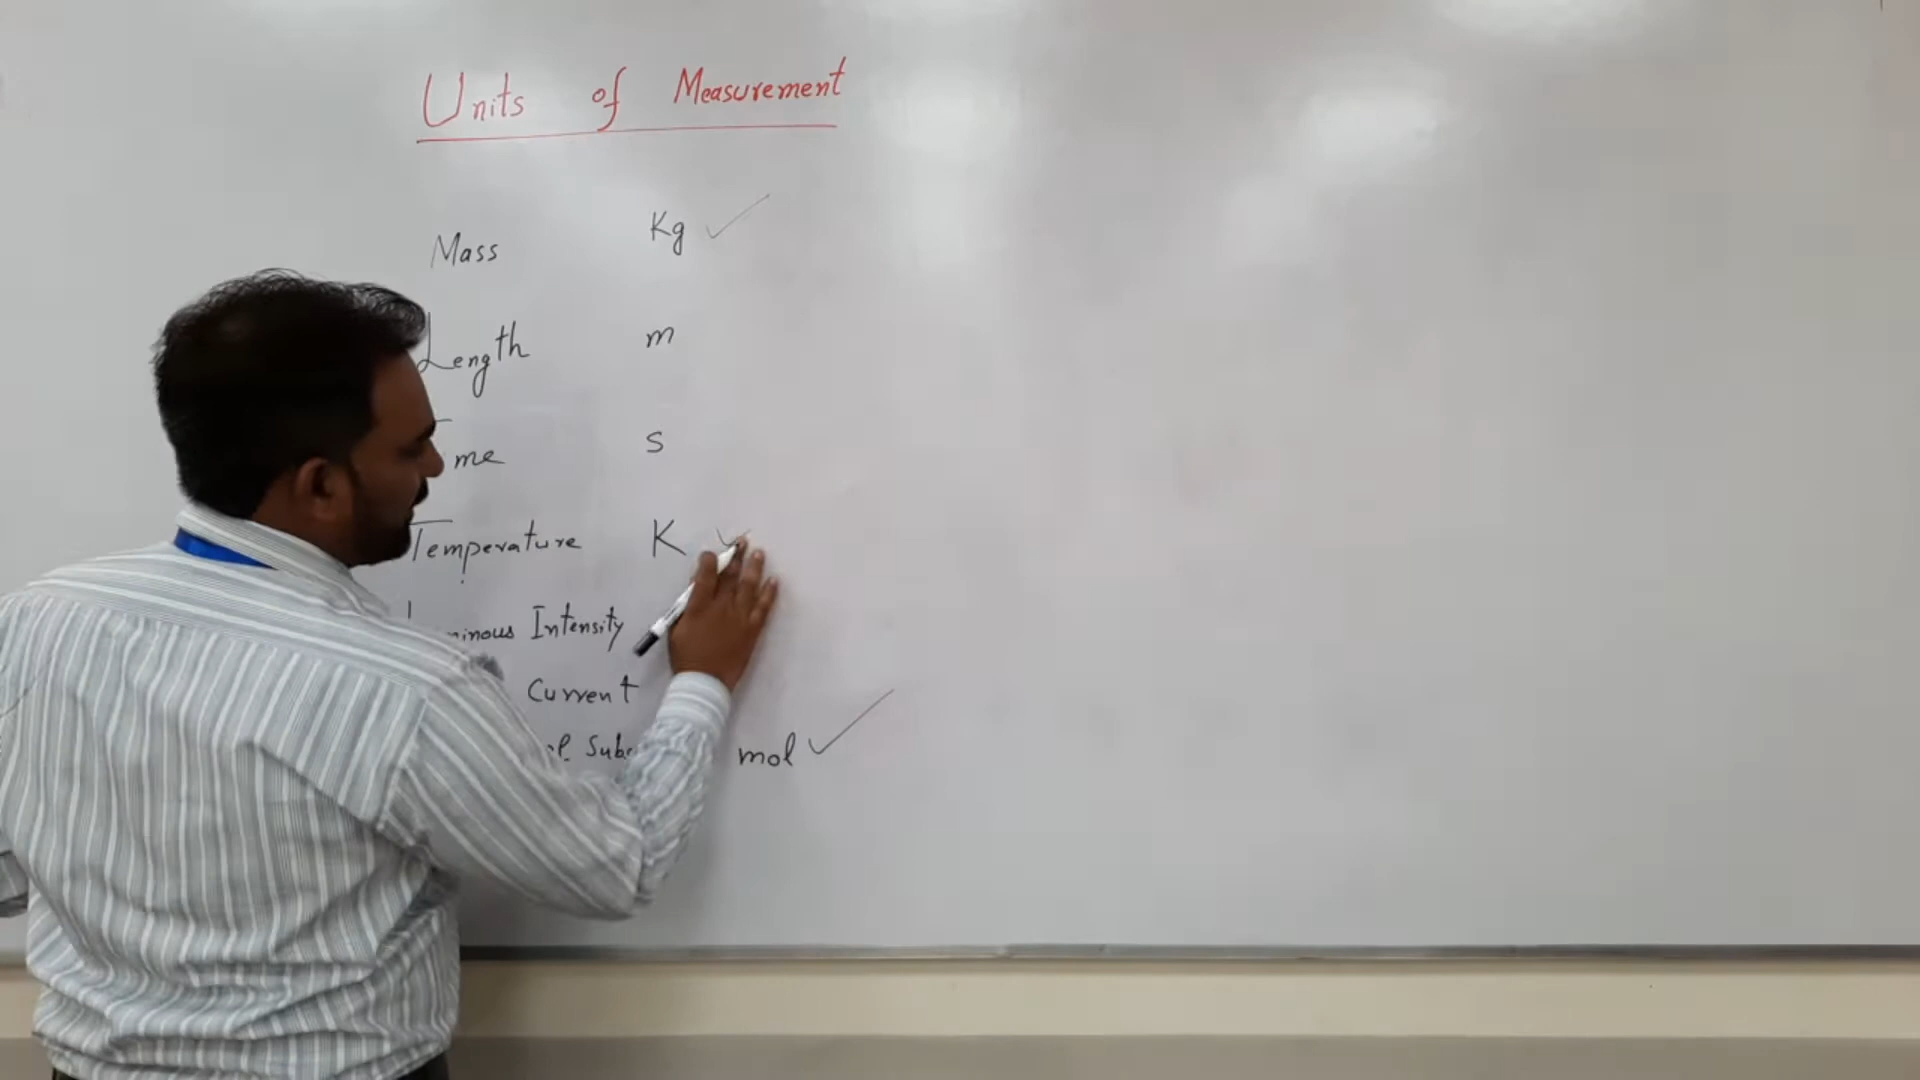 Units of Measurement
Mass Kg
Length m
me s
Temperature K
Intensity
Current
mol